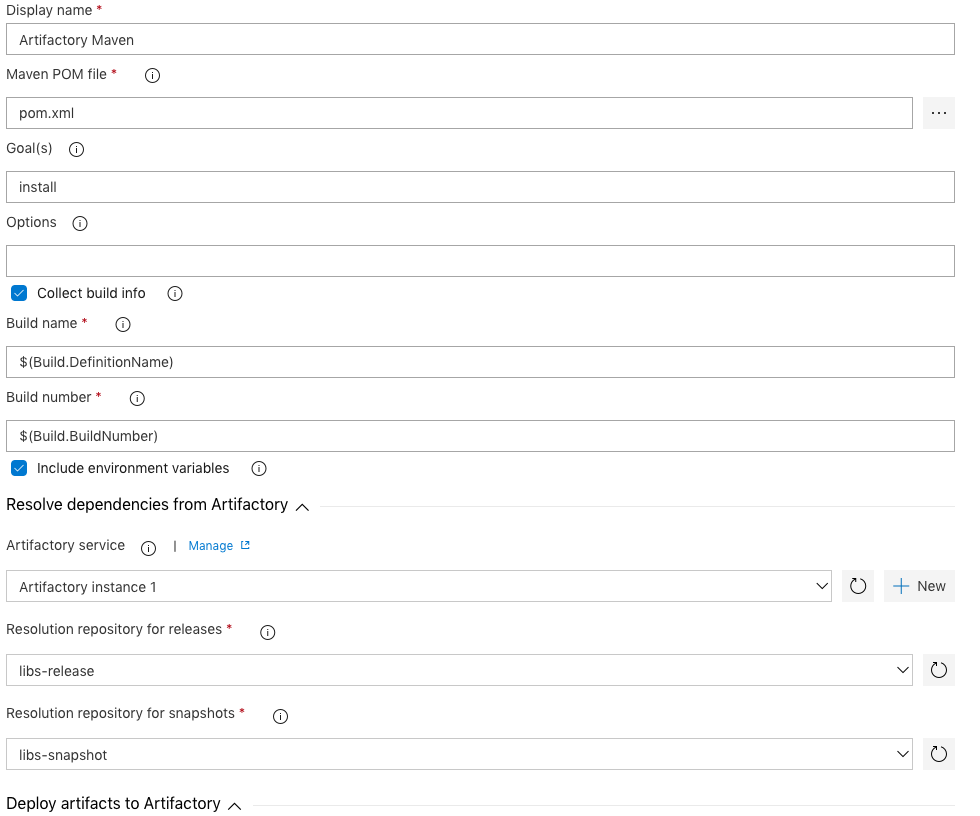 Display name *
Artifactory Maven
Maven POM file *
pom.xml
...
Goal(s)
install
Options
Collect build info
Build name *
$(Build.DefinitionName)
Build number *
$(Build.BuildNumber)
Include environment variables
Resolve dependencies from Artifactory
Artifactory service | Manage
Artifactory instance 1
New
Resolution repository for releases *
libs-release
Resolution repository for snapshots *
libs-snapshot
Deploy artifacts to Artifactory